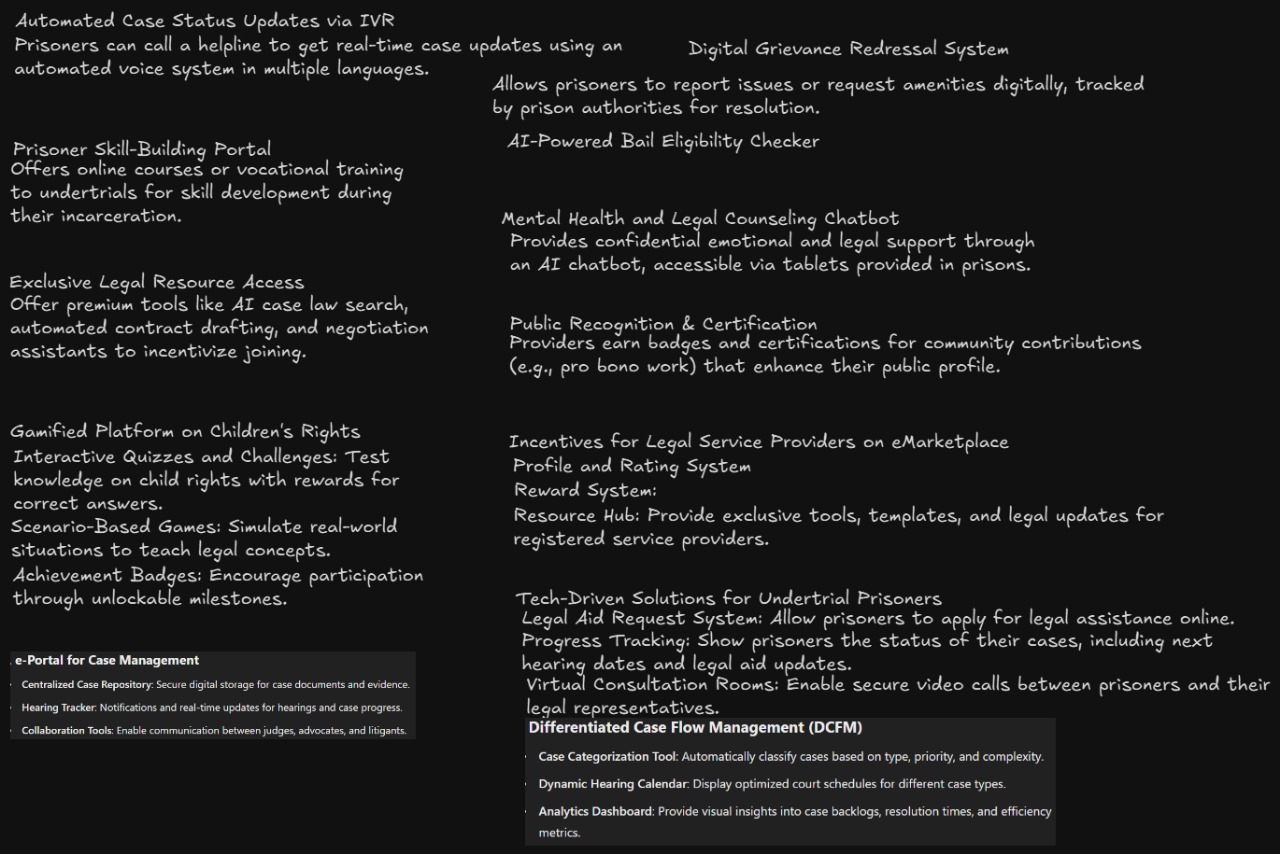 Automated Case Status Updates via IVR
Prisoners can call a helpline to get real-time case updates using an
automated voice system in multiple languages.
Prisoner Skill-Building Portal
Offers online courses or vocational training
to undertrials for skill development during
their incarceration.
Exclusive Legal Resource Access
Offer premium tools like AI case law search,
automated contract drafting, and negotiation
assistants to incentivize joining.
Gamified Platform on Children's Rights
Interactive Quizzes and Challenges: Test
knowledge on child rights with rewards for
correct answers.
Scenario-Based Games: Simulate real-world
situations to teach legal concepts.
Achievement Badges: Encourage participation
through unlockable milestones.
. e-Portal for Case Management
Centralized Case Repository: Secure digital storage for case documents and evidence.
Hearing Tracker: Notifications and real-time updates for hearings and case progress.
Collaboration Tools: Enable communication between judges, advocates, and litigants.
Digital Grievance Redressal System
Allows prisoners to report issues or request amenities digitally, tracked
by prison authorities for resolution.
AI-Powered Bail Eligibility Checker
Mental Health and Legal Counseling Chatbot
Provides confidential emotional and legal support through
an AI chatbot, accessible via tablets provided in prisons.
Public Recognition & Certification
Providers earn badges and certifications for community contributions
(e.g., pro bono work) that enhance their public profile.
Incentives for Legal Service Providers on eMarketplace
Profile and Rating System
Reward System:
Resource Hub: Provide exclusive tools, templates, and legal updates for
registered service providers.
Tech-Driven Solutions for Undertrial Prisoners
Legal Aid Request System: Allow prisoners to apply for legal assistance online.
Progress Tracking: Show prisoners the status of their cases, including next
hearing dates and legal aid updates.
Virtual Consultation Rooms: Enable secure video calls between prisoners and their
legal representatives.
Differentiated Case Flow Management (DCFM)
Case Categorization Tool: Automatically classify cases based on type, priority, and complexity.
Dynamic Hearing Calendar: Display optimized court schedules for different case types.
Analytics Dashboard: Provide visual insights into case backlogs, resolution times, and efficiency
metrics.